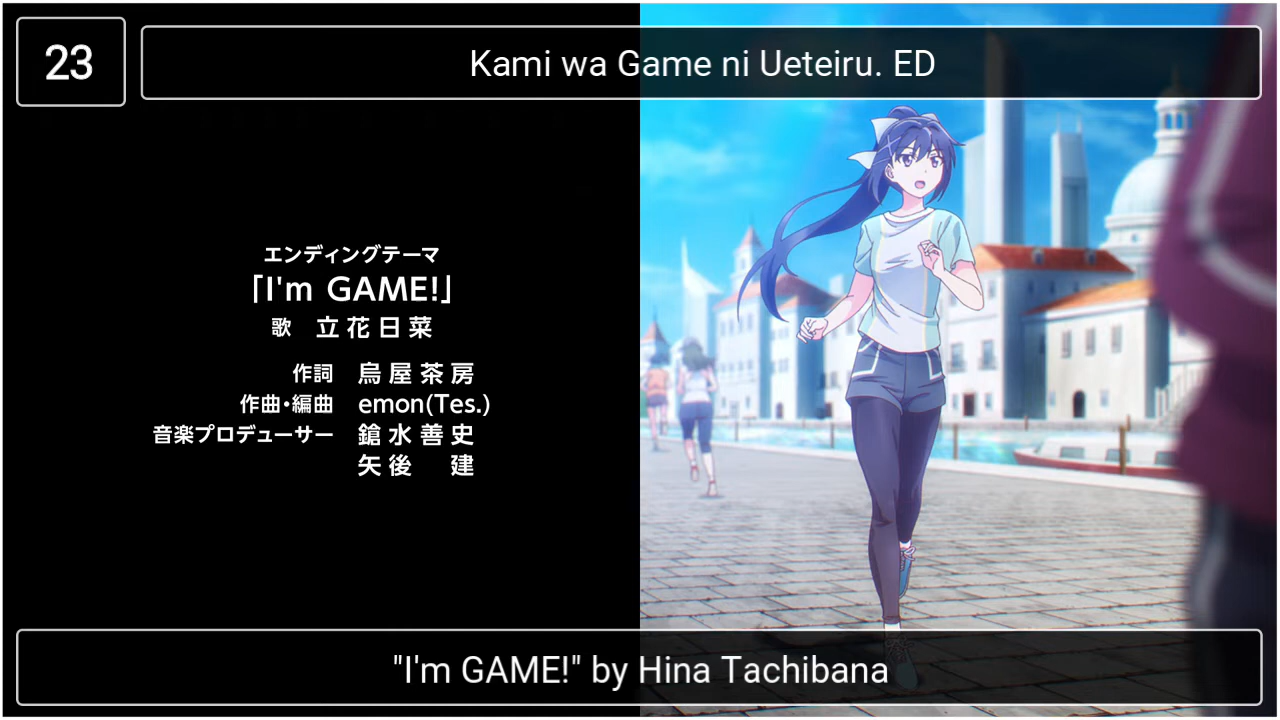 23
Kami wa Game ni Ueteiru. ED
エンディングテーマ
「I'm GAME!」
歌 立花日菜
作詞 烏屋茶房
作曲・編曲 emon(Tes.)
音楽プロデューサー 鎗水善史
矢後 建
"I'm GAME!" by Hina Tachibana